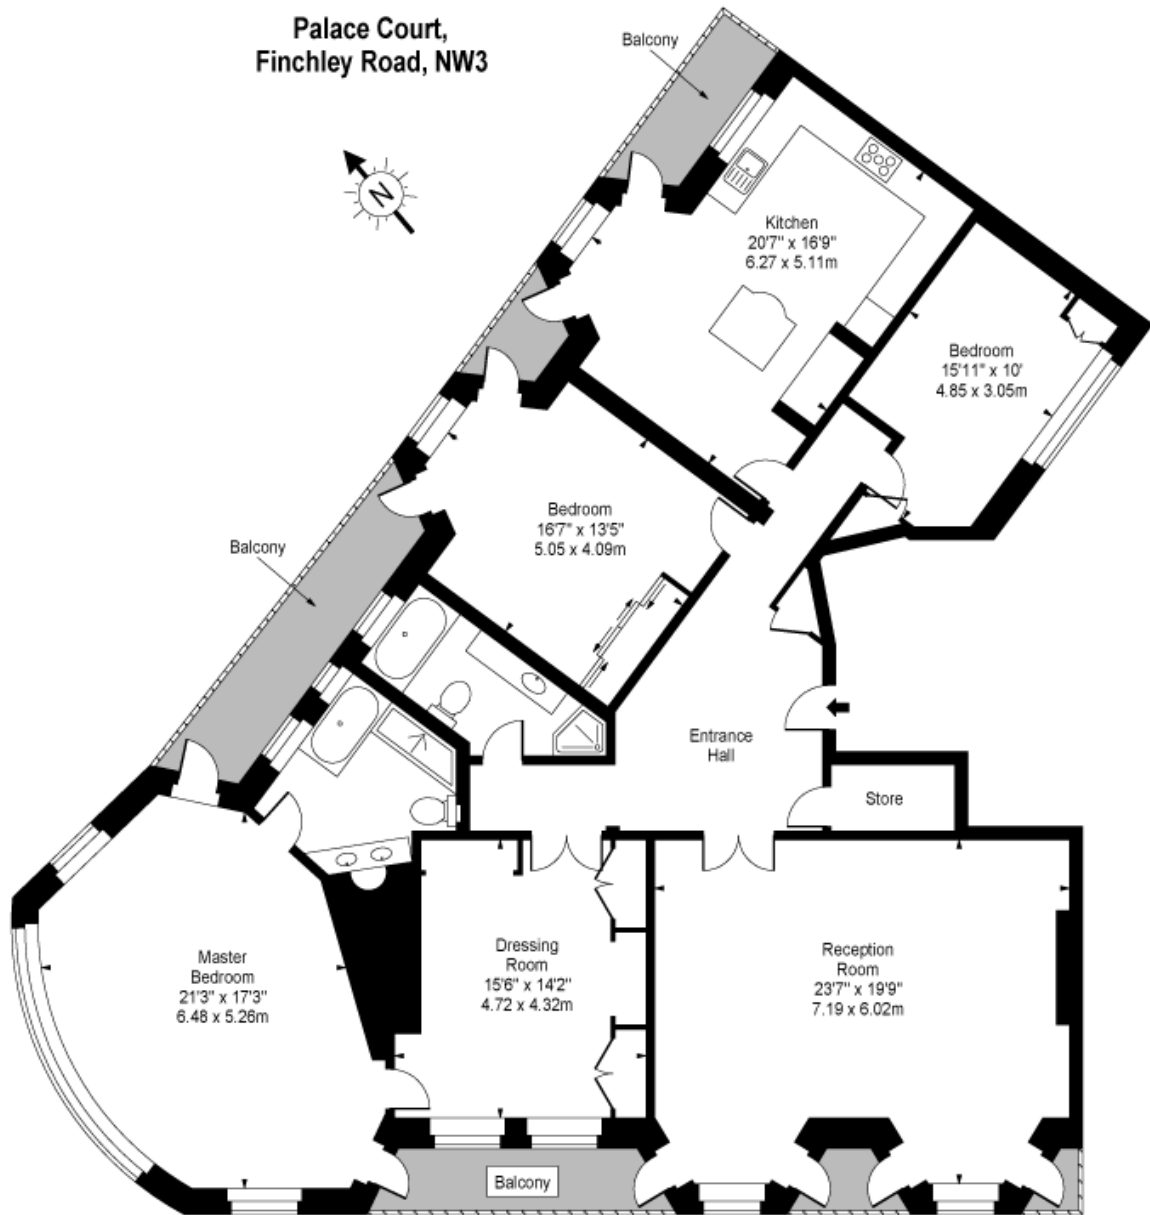 Palace Court,
Finchley Road, NW3
Balcony
N
Kitchen
20'7" x 16'9"
6.27 x 5.11m
Bedroom
15'11" x 10'
4.85 x 3.05m
Bedroom
16'7" x 13'5"
5.05 x 4.09m
Balcony
Entrance
Hall
Store
Master
Bedroom
21'3" x 17'3"
6.48 x 5.26m
Dressing
Room
15'6" x 14'2"
4.72 x 4.32m
Reception
Room
23'7" x 19'9"
7.19 x 6.02m
Balcony